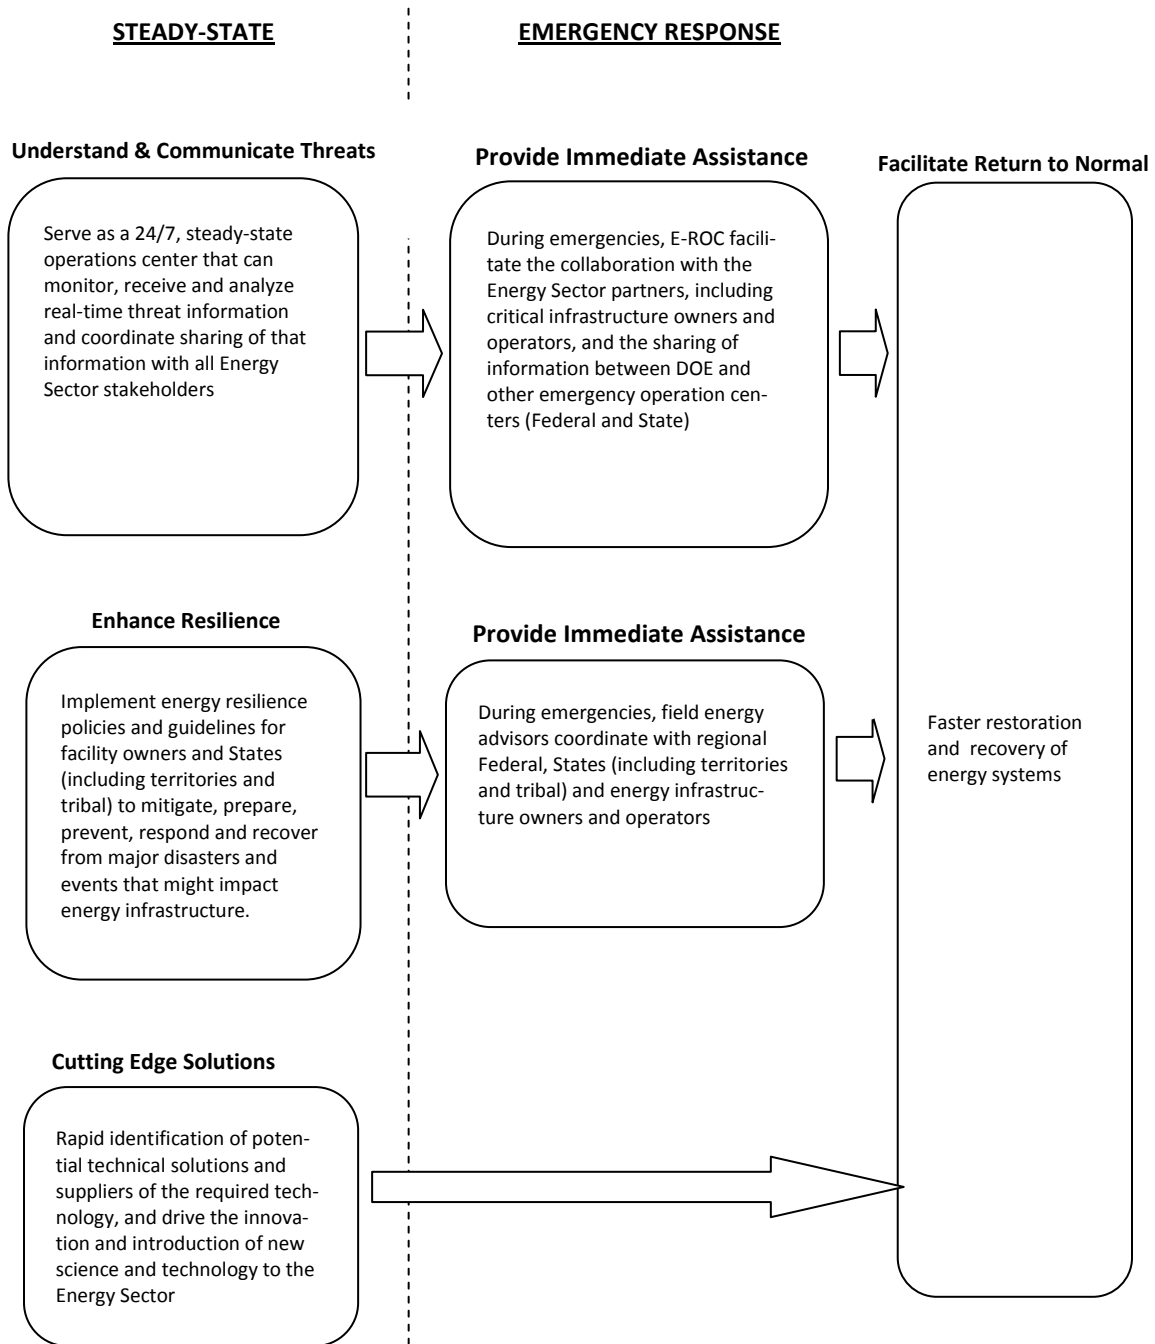 STEADY-STATE
EMERGENCY RESPONSE
Understand & Communicate Threats
Serve as a 24/7, steady-state
operations center that can
monitor, receive and analyze
real-time threat information
and coordinate sharing of that
information with all Energy
Sector stakeholders
Provide Immediate Assistance
During emergencies, E-ROC facili-
tate the collaboration with the
Energy Sector partners, including
critical infrastructure owners and
operators, and the sharing of
information between DOE and
other emergency operation cen-
ters (Federal and State)
Facilitate Return to Normal
Faster restoration
and recovery of
energy systems
Enhance Resilience
Implement energy resilience
policies and guidelines for
facility owners and States
(including territories and
tribal) to mitigate, prepare,
prevent, respond and recover
from major disasters and
events that might impact
energy infrastructure.
Provide Immediate Assistance
During emergencies, field energy
advisors coordinate with regional
Federal, States (including territories
and tribal) and energy infrastruc-
ture owners and operators
Cutting Edge Solutions
Rapid identification of poten-
tial technical solutions and
suppliers of the required tech-
nology, and drive the innova-
tion and introduction of new
science and technology to the
Energy Sector